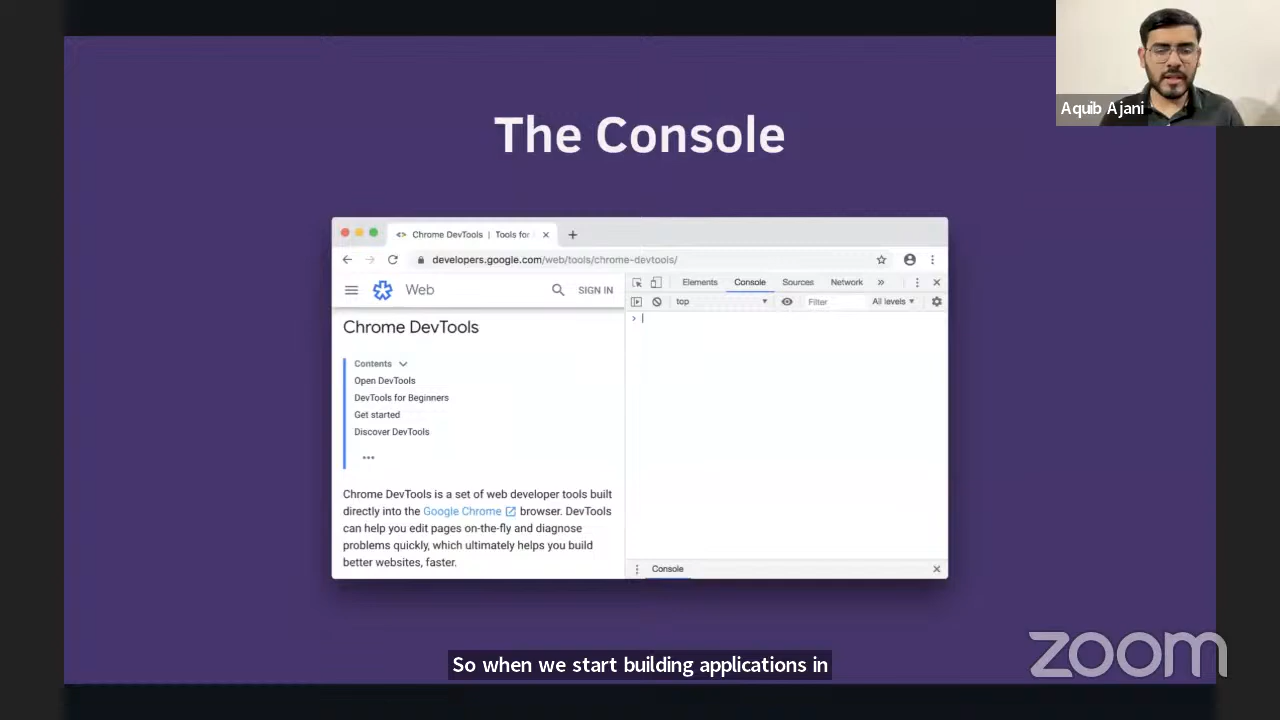 Aquib Ajani
The Console
Chrome DevTools | Tools for
developers.google.com/web/tools/chrome-devtools/
Web
SIGN IN
Elements Console Sources Network »
top Filter All levels
Chrome DevTools
Contents
Open DevTools
DevTools for Beginners
Get started
Discover DevTools
•••
Chrome DevTools is a set of web developer tools built
directly into the Google Chrome browser. DevTools
can help you edit pages on-the-fly and diagnose
problems quickly, which ultimately helps you build
better websites, faster.
Console
So when we start building applications in
zoom